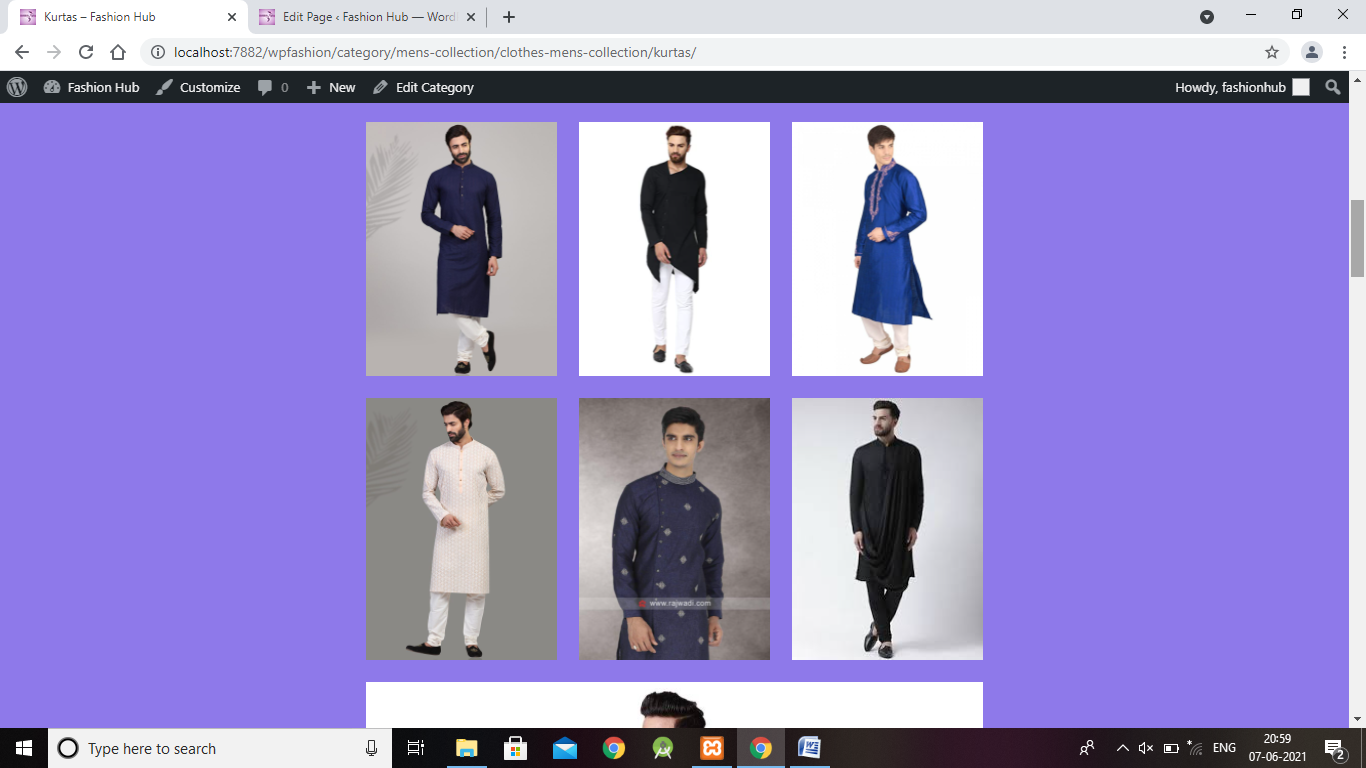 Kurtas – Fashion Hub
Edit Page ‹ Fashion Hub — Word
localhost:7882/wpfashion/category/mens-collection/clothes-mens-collection/kurtas/
Fashion Hub Customize 0 New Edit Category Howdy, fashionhub
www.rajwadi.com
Type here to search
ENG
20:59
07-06-2021
2